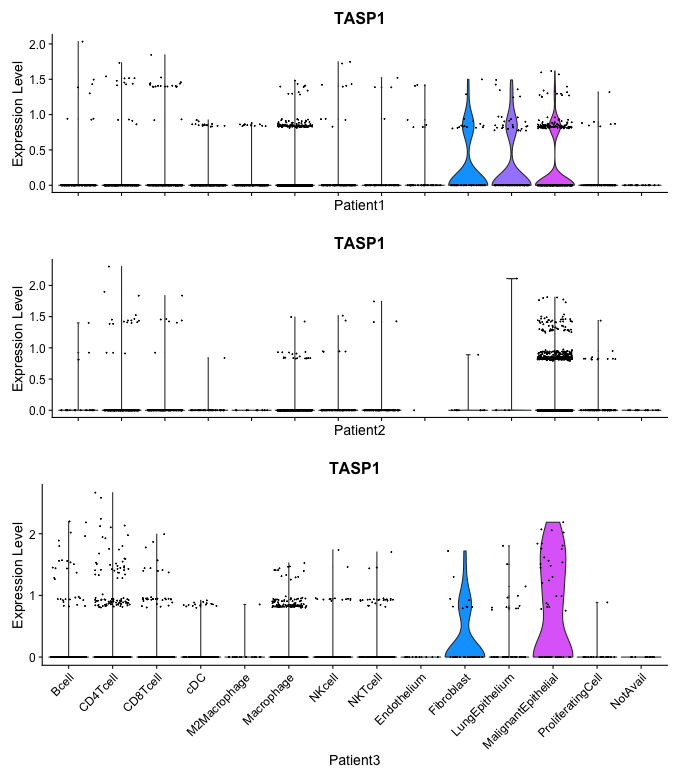 TASP1
Expression Level
2.0
1.5
1.0
0.5
0.0
Patient1
TASP1
Expression Level
2.0
1.5
1.0
0.5
0.0
Patient2
TASP1
Expression Level
2
1
0
Bcell
CD4Tcell
CD8Tcell
cDC
M2Macrophage
Macrophage
NKcell
NKTcell
Endothelium
Fibroblast
LungEpithelium
MalignantEpithelial
ProliferatingCell
NotAvail
Patient3